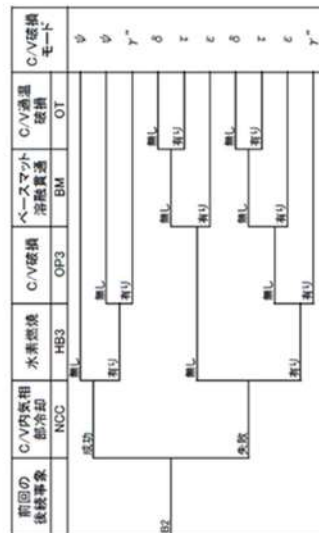 前回の
後続事象
C/V内気相
部冷却
水素燃焼
C/V破損
ベースマット
溶融貫通
C/V過温
破損
C/V破損
モード
NCC
HB3
OP3
BM
OT
B2
成功
無し
ψ
有り
無し
ψ
有り
γ"
失敗
無し
無し
無し
δ
有り
τ
有り
ε
有り
無し
無し
無し
δ
有り
τ
有り
ε
有り
γ"